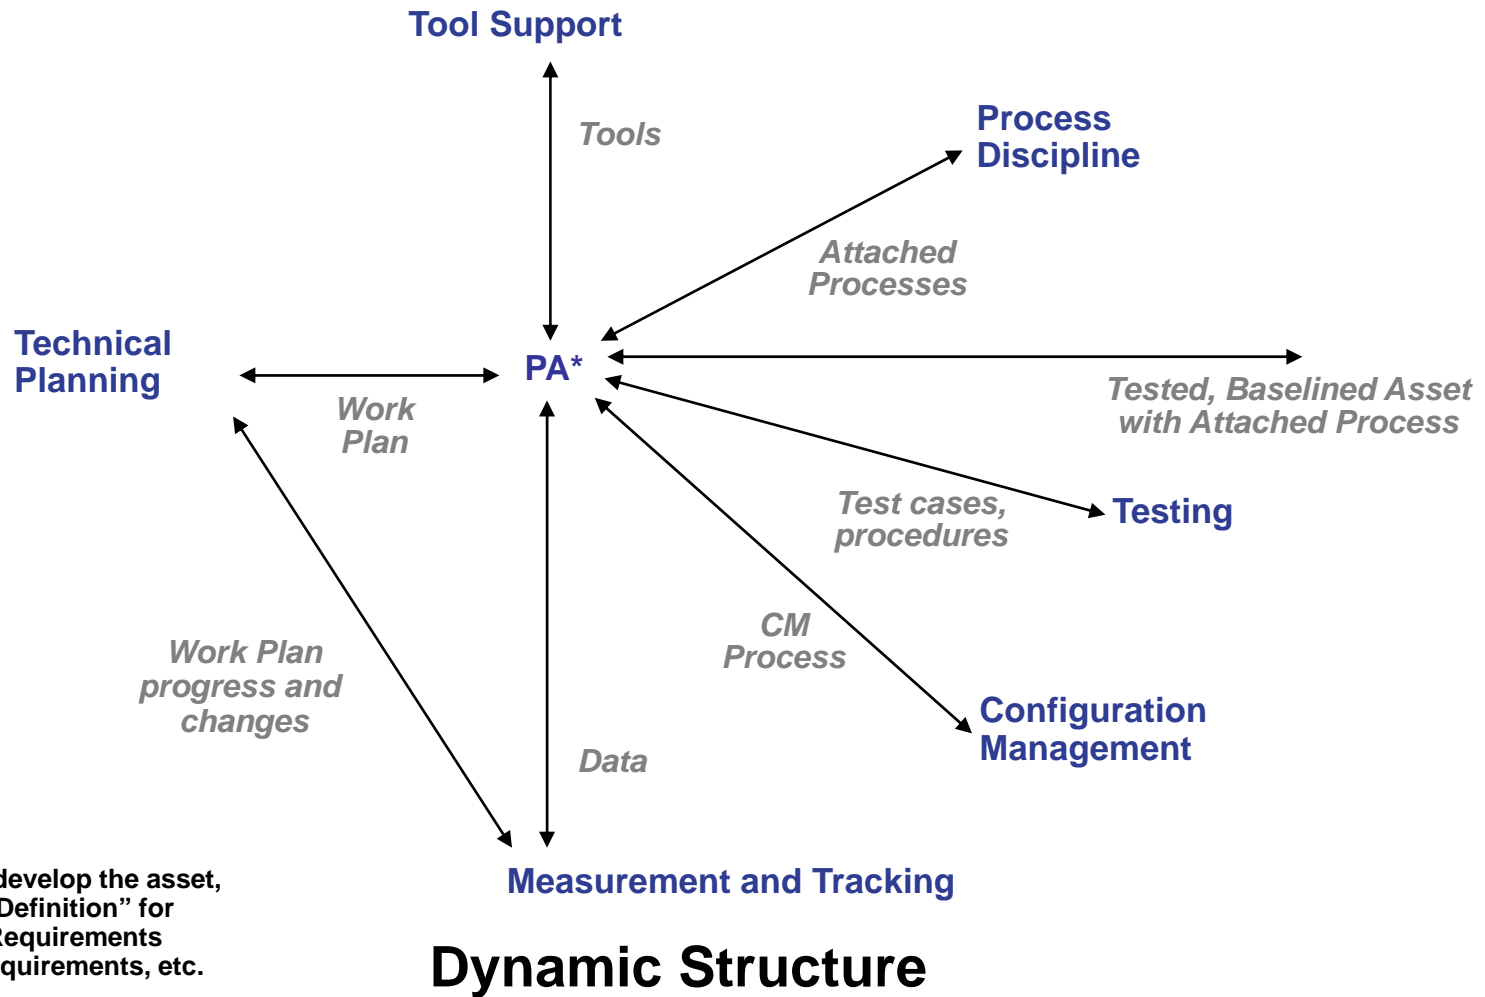 Tool Support
Tools
Process
Discipline
Attached
Processes
Technical
Planning
PA*
Work
Plan
Tested, Baselined Asset
with Attached Process
Test cases,
procedures
Testing
CM
Process
Work Plan
progress and
changes
Configuration
Management
Data
Measurement and Tracking
develop the asset,
Definition” for
Requirements
etc.
Dynamic Structure